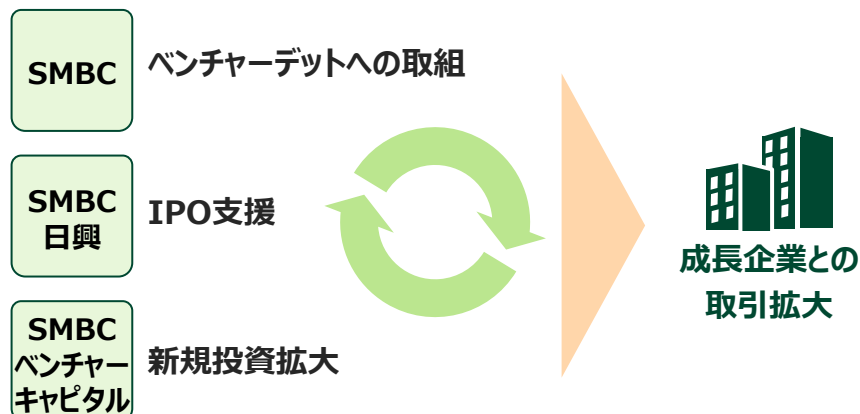 SMBC
ベンチャーデットへの取組
SMBC
日興
IPO支援
SMBC
ベンチャー
キャピタル
新規投資拡大
成長企業との
取引拡大